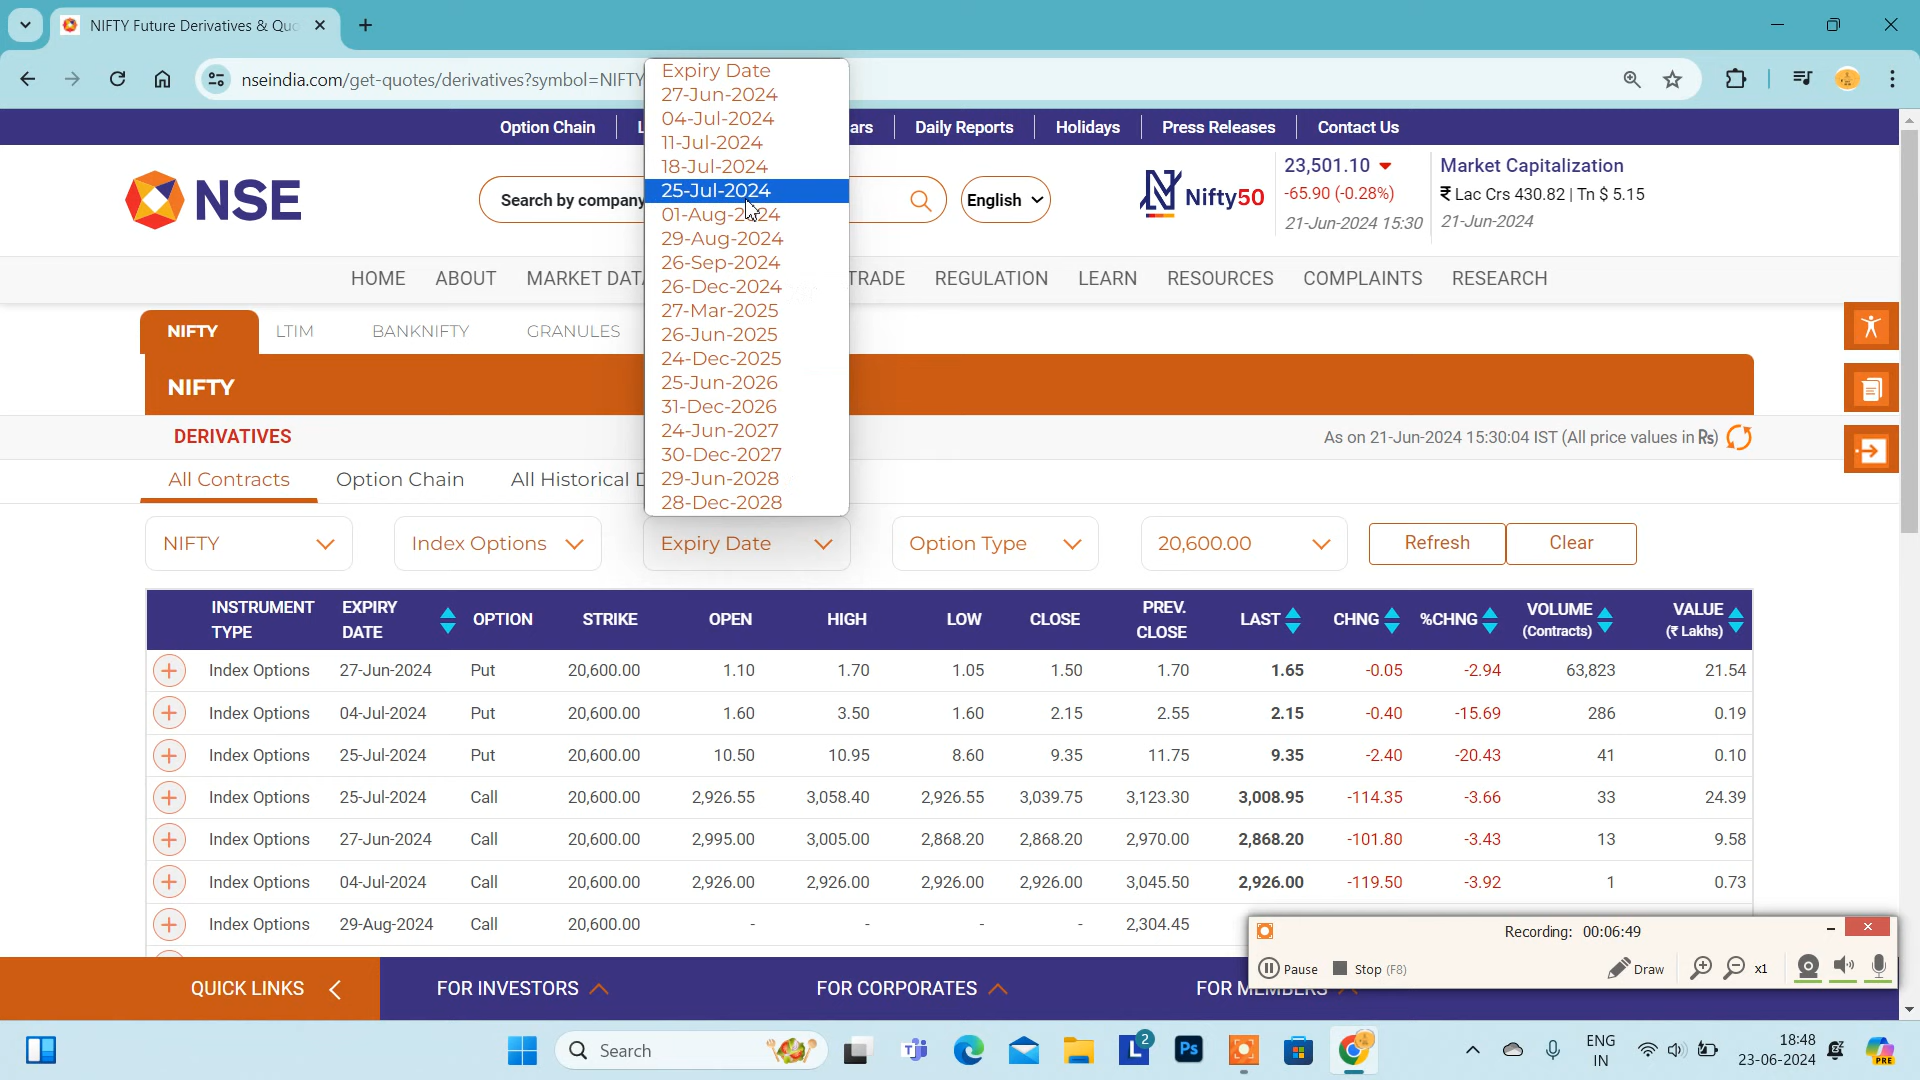 NIFTY Future Derivatives & Quo
nseindia.com/get-quotes/derivatives?symbol=NIFTY
Expiry Date
27-Jun-2024
04-Jul-2024
11-Jul-2024
18-Jul-2024
25-Jul-2024
01-Aug-2024
29-Aug-2024
26-Sep-2024
26-Dec-2024
27-Mar-2025
26-Jun-2025
24-Dec-2025
25-Jun-2026
31-Dec-2026
24-Jun-2027
30-Dec-2027
29-Jun-2028
28-Dec-2028
Option Chain L ars Daily Reports Holidays Press Releases Contact Us
NSE
Search by company
English
Nifty50
23,501.10
-65.90 (-0.28%)
21-Jun-2024 15:30
Market Capitalization
₹ Lac Crs 430.82 | Tn $ 5.15
21-Jun-2024
HOME ABOUT MARKET DATA TRADE REGULATION LEARN RESOURCES COMPLAINTS RESEARCH
NIFTY LTIM BANKNIFTY GRANULES
NIFTY
DERIVATIVES
As on 21-Jun-2024 15:30:04 IST (All price values in Rs)
All Contracts Option Chain All Historical D
NIFTY Index Options Expiry Date Option Type 20,600.00 Refresh Clear
INSTRUMENT TYPE EXPIRY DATE OPTION STRIKE OPEN HIGH LOW CLOSE PREV. CLOSE LAST CHNG %CHNG VOLUME (Contracts) VALUE (₹ Lakhs)
Index Options 27-Jun-2024 Put 20,600.00 1.10 1.70 1.05 1.50 1.70 1.65 -0.05 -2.94 63,823 21.54
Index Options 04-Jul-2024 Put 20,600.00 1.60 3.50 1.60 2.15 2.55 2.15 -0.40 -15.69 286 0.19
Index Options 25-Jul-2024 Put 20,600.00 10.50 10.95 8.60 9.35 11.75 9.35 -2.40 -20.43 41 0.10
Index Options 25-Jul-2024 Call 20,600.00 2,926.55 3,058.40 2,926.55 3,039.75 3,123.30 3,008.95 -114.35 -3.66 33 24.39
Index Options 27-Jun-2024 Call 20,600.00 2,995.00 3,005.00 2,868.20 2,868.20 2,970.00 2,868.20 -101.80 -3.43 13 9.58
Index Options 04-Jul-2024 Call 20,600.00 2,926.00 2,926.00 2,926.00 2,926.00 3,045.50 2,926.00 -119.50 -3.92 1 0.73
Index Options 29-Aug-2024 Call 20,600.00 - - - - 2,304.45
Recording: 00:06:49
Pause Stop (F8) Draw x1
QUICK LINKS FOR INVESTORS FOR CORPORATES FOR MEMBERS
Search
2
Ps
ENG
IN
18:48
23-06-2024
PRE